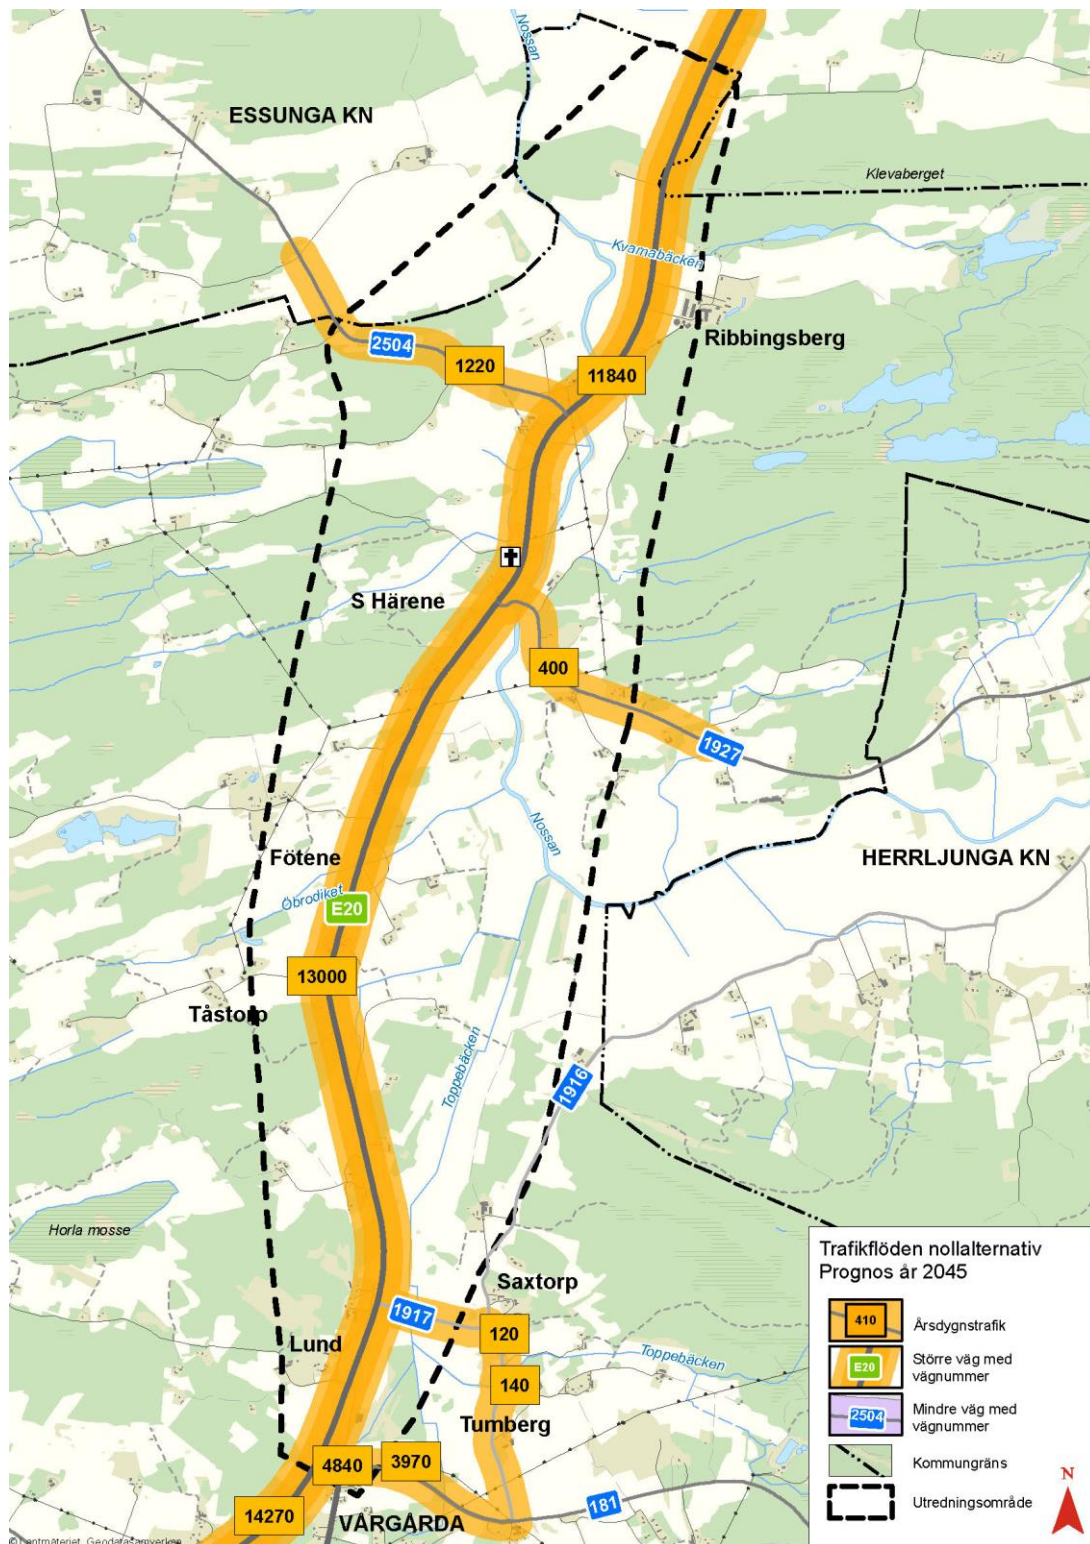 Nossan
ESSUNGA KN
Klevaberget
Kvarnabäcken
Ribbingsberg
2504
1220
11840
S Härene
400
1927
Nossan
HERRLJUNGA KN
Fötene
Öbrodiket
E20
13000
Tåstorp
Toppebäcken
1916
Horla mosse
Saxtorp
1917
120
Lund
Toppebäcken
140
Tumberg
4840
3970
14270
181
VÅRGÅRDA
© Lantmäteriet, Geodatasamverkan
Trafikflöden nollalternativ
Prognos år 2045
410
Årsdygnstrafik
E20
Större väg med
vägnummer
2504
Mindre väg med
vägnummer
Kommungräns
Utredningsområde
N